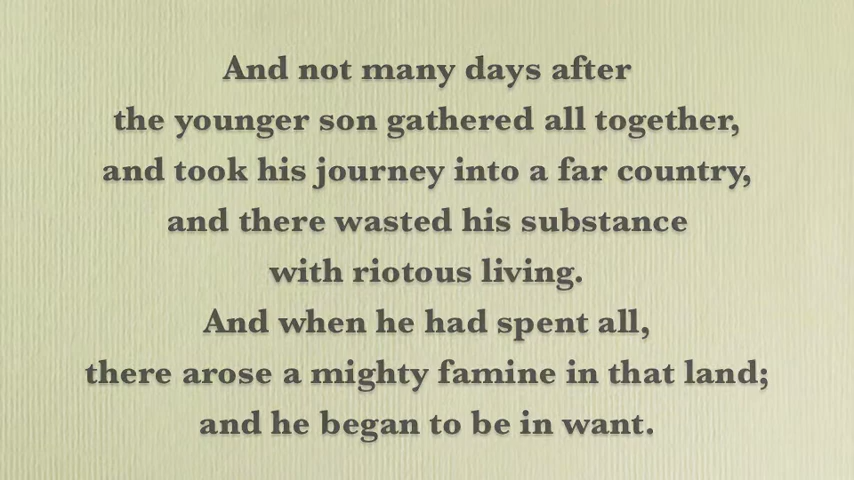 And not many days after
the younger son gathered all together,
and took his journey into a far country,
and there wasted his substance
with riotous living.
And when he had spent all,
there arose a mighty famine in that land;
and he began to be in want.